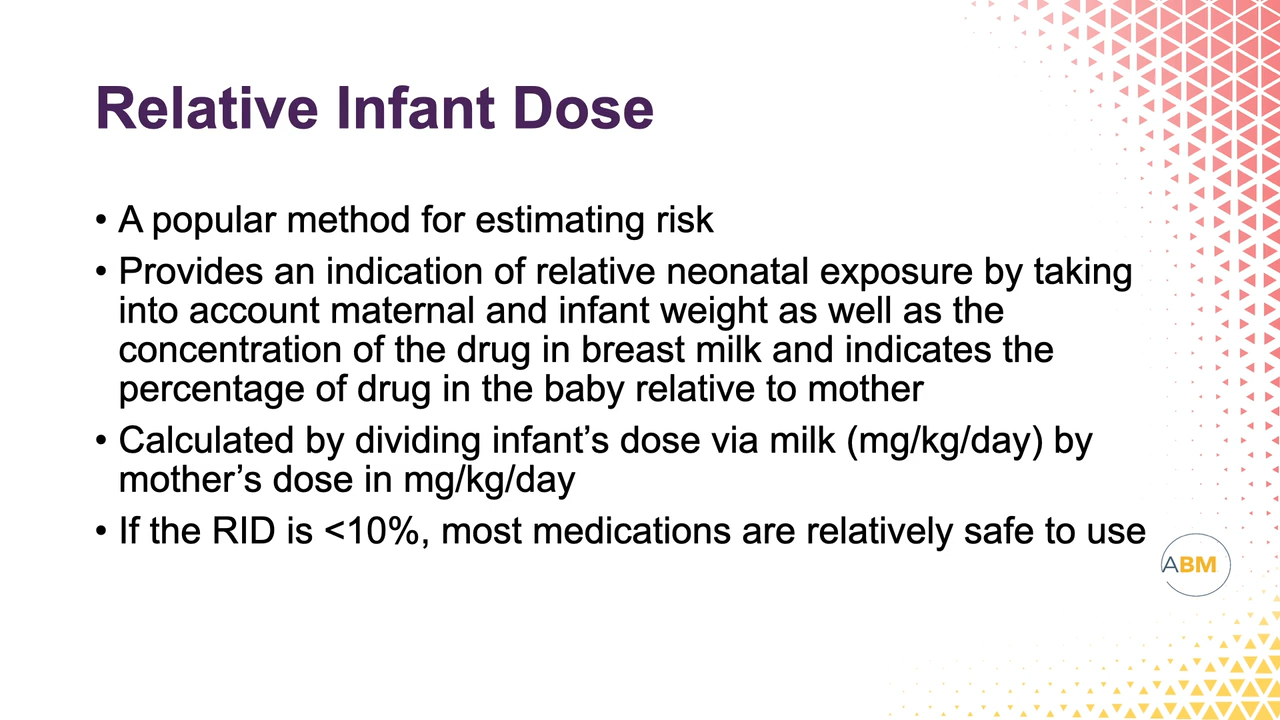 Relative Infant Dose
• A popular method for estimating risk
• Provides an indication of relative neonatal exposure by taking
into account maternal and infant weight as well as the
concentration of the drug in breast milk and indicates the
percentage of drug in the baby relative to mother
• Calculated by dividing infant’s dose via milk (mg/kg/day) by
mother’s dose in mg/kg/day
• If the RID is <10%, most medications are relatively safe to use
ABM